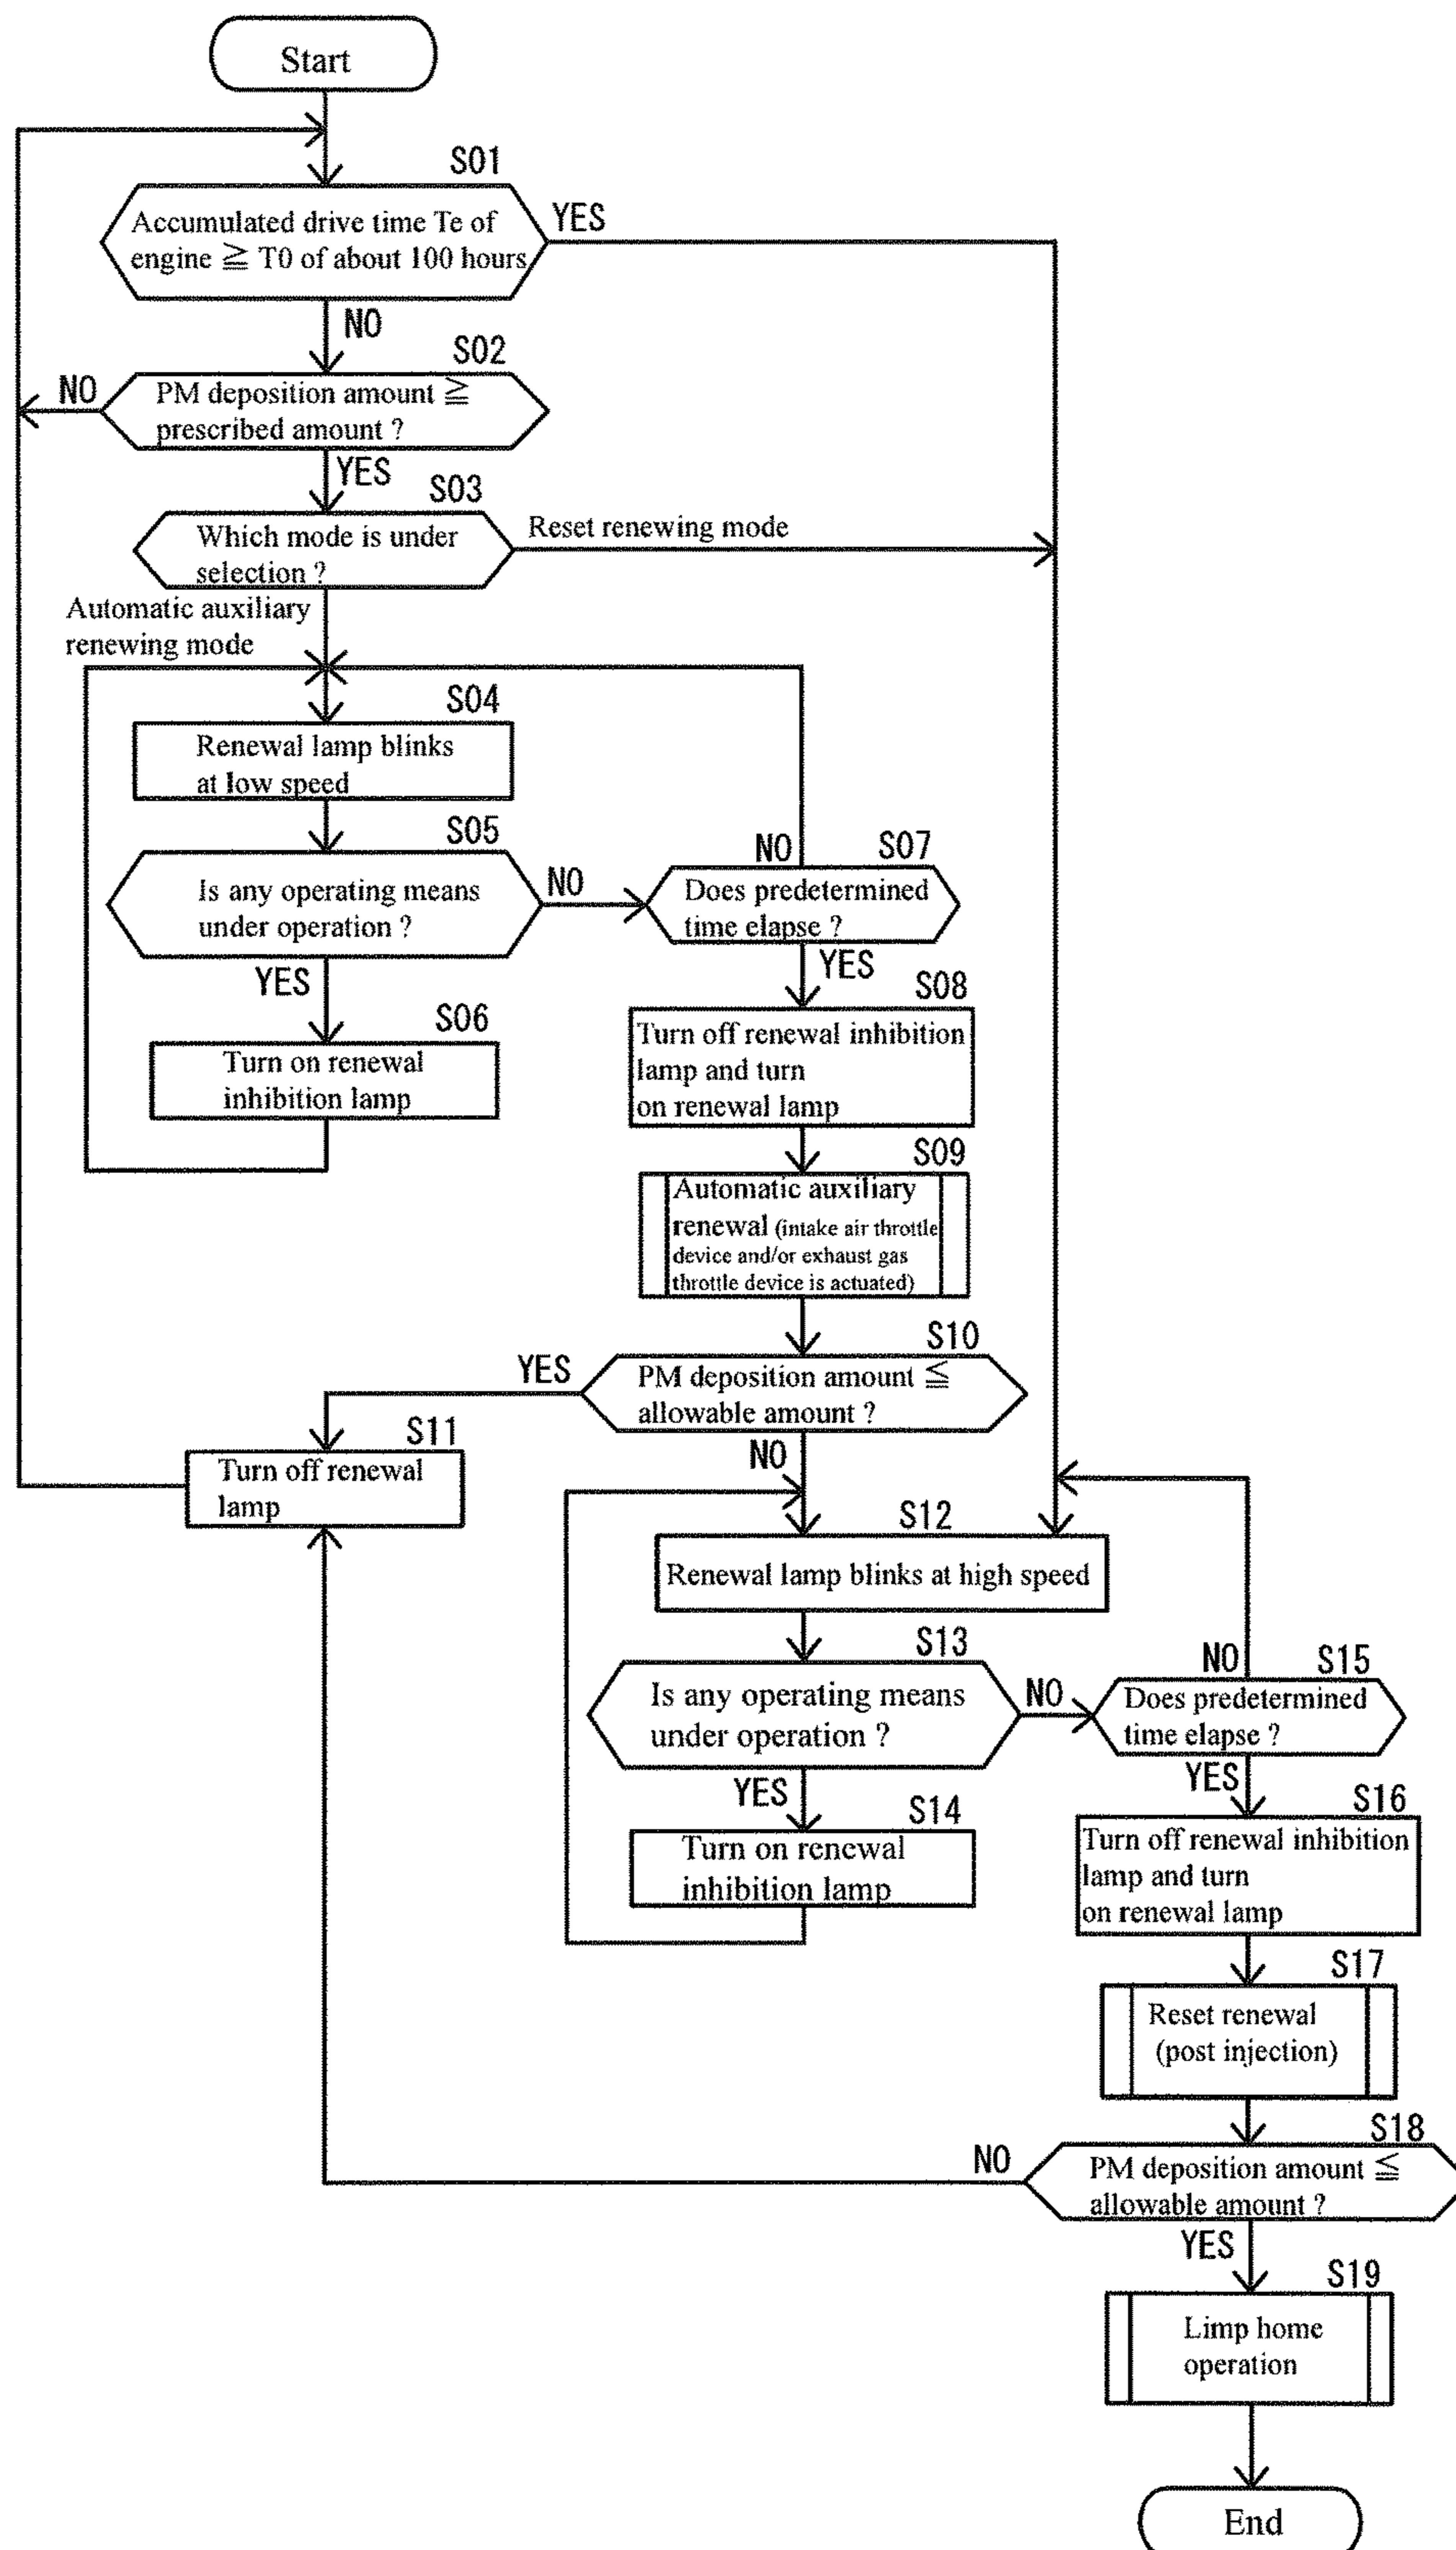 Start
S01
Accumulated drive time Te of
engine ≧ T0 of about 100 hours
YES
NO
S02
PM deposition amount ≧
prescribed amount ?
NO
YES
S03
Which mode is under
selection ?
Reset renewing mode
Automatic auxiliary
renewing mode
S04
Renewal lamp blinks
at low speed
S05
Is any operating means
under operation ?
NO
YES
S06
Turn on renewal
inhibition lamp
NO
S07
Does predetermined
time elapse ?
YES
S08
Turn off renewal inhibition
lamp and turn
on renewal lamp
S09
Automatic auxiliary
renewal (intake air throttle
device and/or exhaust gas
throttle device is actuated)
S10
PM deposition amount ≦
allowable amount ?
YES
NO
S11
Turn off renewal
lamp
S12
Renewal lamp blinks at high speed
S13
Is any operating means
under operation ?
NO
YES
S14
Turn on renewal
inhibition lamp
NO
S15
Does predetermined
time elapse ?
YES
S16
Turn off renewal inhibition
lamp and turn
on renewal lamp
S17
Reset renewal
(post injection)
S18
PM deposition amount ≦
allowable amount ?
NO
YES
S19
Limp home
operation
End